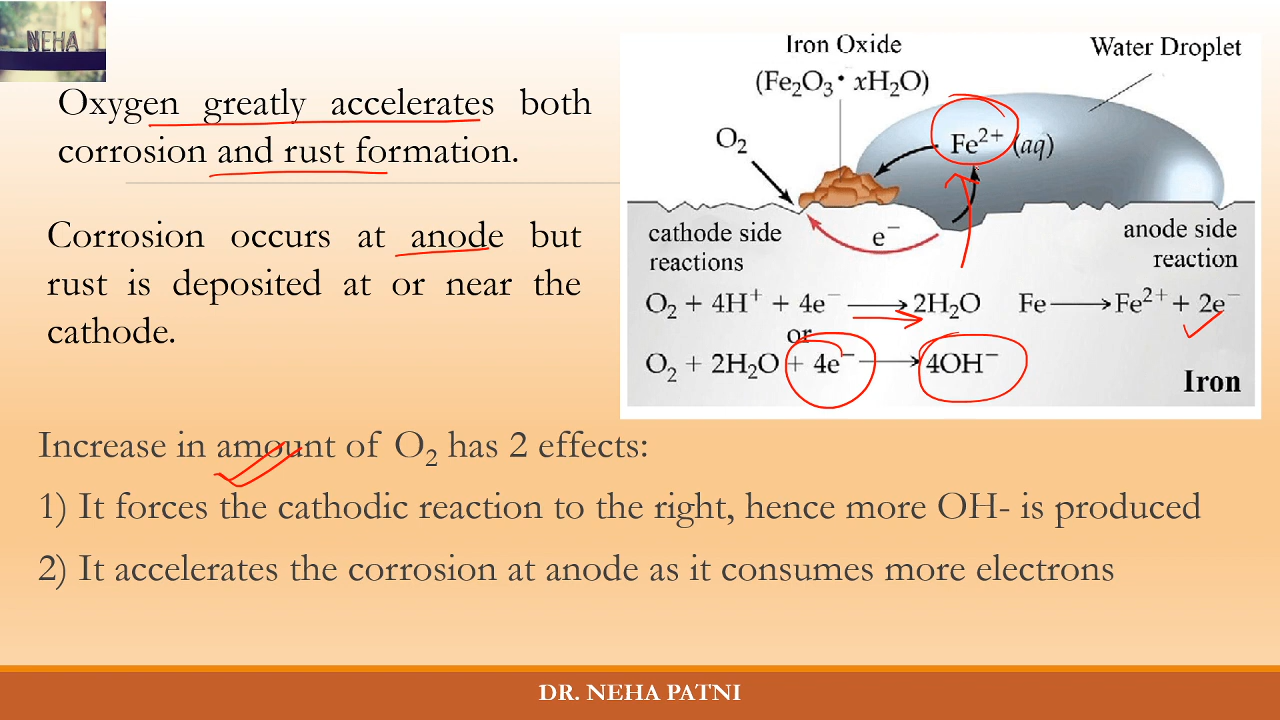 NEHA
Oxygen greatly accelerates both
corrosion and rust formation.
Corrosion occurs at anode but
rust is deposited at or near the
cathode.
Iron Oxide
(Fe₂O₃ • xH₂O)
Water Droplet
O₂
Fe²⁺ (aq)
e⁻
cathode side
reactions
anode side
reaction
O₂ + 4H⁺ + 4e⁻ ⟶ 2H₂O
Fe ⟶ Fe²⁺ + 2e⁻
or
O₂ + 2H₂O + 4e⁻ ⟶ 4OH⁻
Iron
Increase in amount of O₂ has 2 effects:
1) It forces the cathodic reaction to the right, hence more OH- is produced
2) It accelerates the corrosion at anode as it consumes more electrons
DR. NEHA PATNI